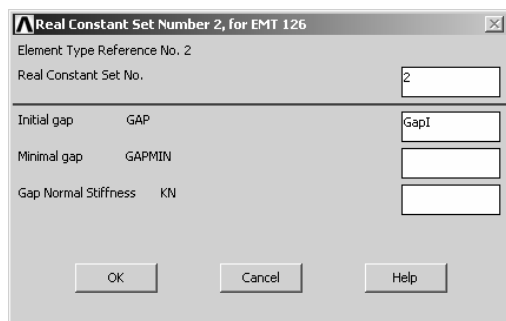 Real Constant Set Number 2, for EMT 126
Element Type Reference No. 2
Real Constant Set No. 2
Initial gap GAP GapI
Minimal gap GAPMIN
Gap Normal Stiffness KN
OK Cancel Help